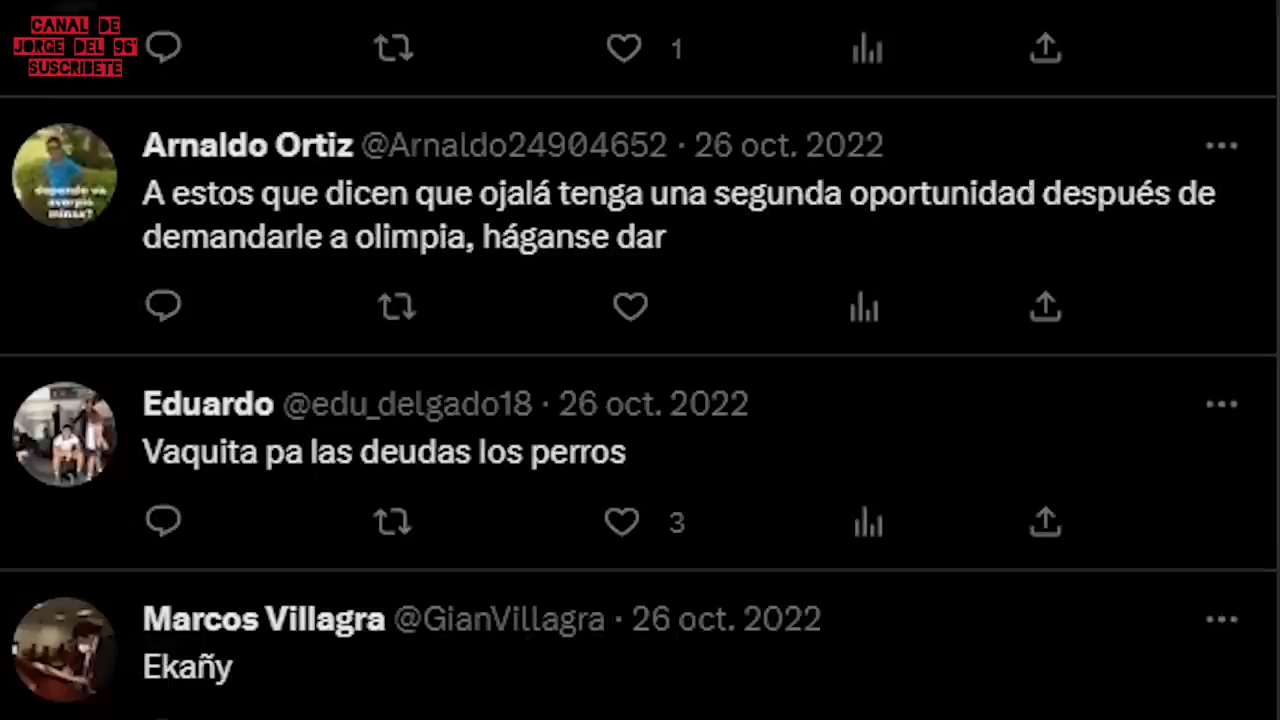 CANAL DE
JORGE DEL 96'
SUSCRIBETE
1
Arnaldo Ortiz @Arnaldo24904652 · 26 oct. 2022
A estos que dicen que ojalá tenga una segunda oportunidad después de
demandarle a olimpia, háganse dar
Eduardo @edu_delgado18 · 26 oct. 2022
Vaquita pa las deudas los perros
3
Marcos Villagra @GianVillagra · 26 oct. 2022
Ekañy